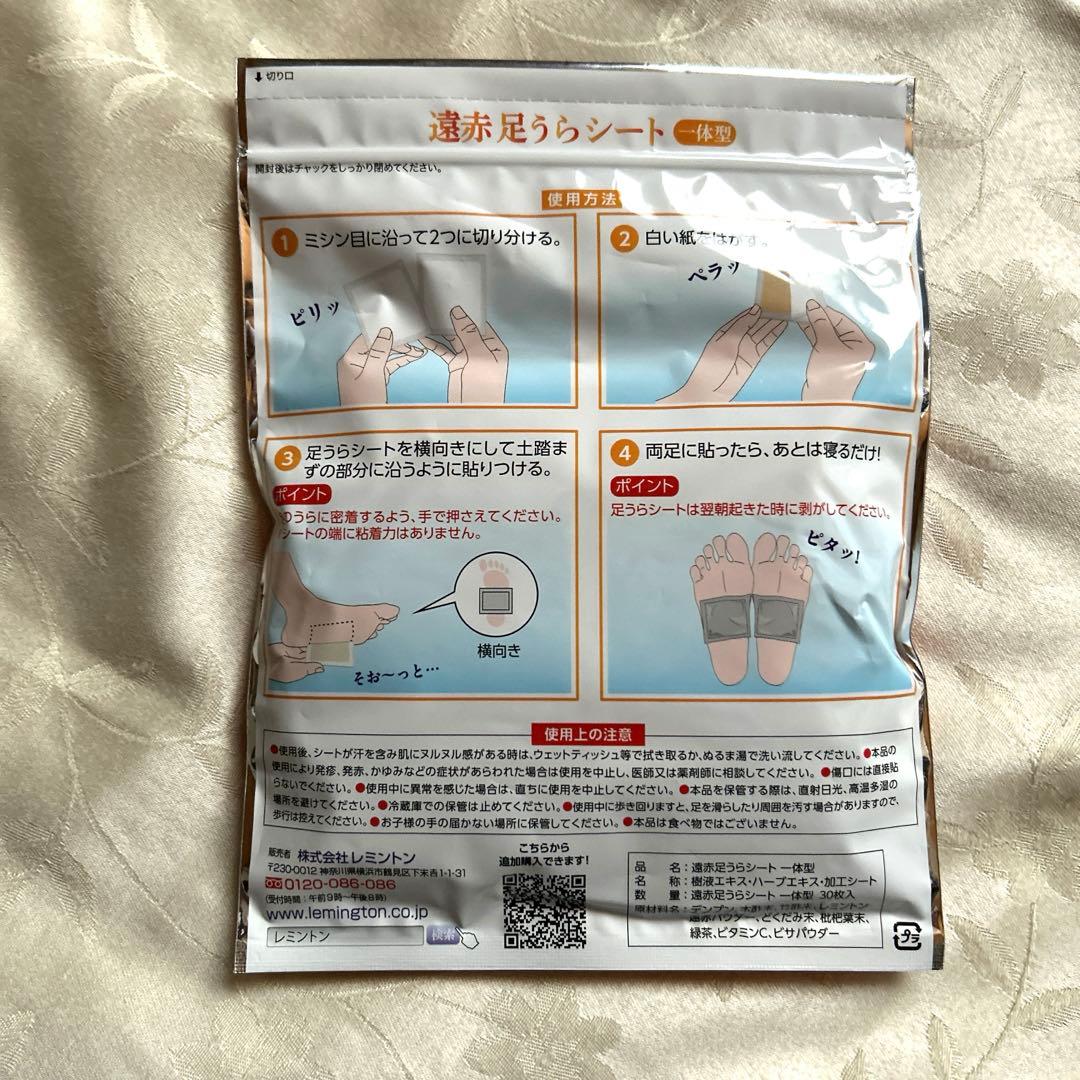 切り口
遠赤 足うらシート 一体型
開封後はチャックをしっかり閉めてください。
使用方法
1 ミシン目に沿って2つに切り分ける。
ピリッ
2 白い紙をはがす。
ペラッ
3 足うらシートを横向きにして土踏ま
ずの部分に沿うように貼りつける。
ポイント
のうらに密着するよう、手で押さえてください。
シートの端に粘着力はありません。
横向き
そお〜っと…
4 両足に貼ったら、あとは寝るだけ!
ポイント
足うらシートは翌朝起きた時に剥がしてください。
ピタッ!
使用上の注意
●使用後、シートが汗を含み肌にヌルヌル感がある時は、ウェットティッシュ等で拭き取るか、ぬるま湯で洗い流してください。●本品の
使用により発疹、発赤、かゆみなどの症状があらわれた場合は使用を中止し、医師又は薬剤師に相談してください。●傷口には直接貼
らないでください。●使用中に異常を感じた場合は、直ちに使用を中止してください。●本品を保管する際は、直射日光、高温多湿の
場所を避けてください。●冷蔵庫での保管は止めてください。●使用中に歩き回りますと、足を滑らしたり周囲を汚す場合がありますので、
歩行は控えてください。●お子様の手の届かない場所に保管してください。●本品は食べ物ではございません。
販売者 株式会社レミントン
〒230-0012 神奈川県横浜市鶴見区下末吉1-1-31
0120-086-086
(受付時間:午前9時〜午後8時)
www.lemington.co.jp
レミントン 検索
こちらから
追加購入できます!
品 名:遠赤足うらシート 一体型
名 称:樹液エキス・ハーブエキス・加工シート
数 量:遠赤足うらシート 一体型 30枚入
原材料名:デンプン、木酢末、竹酢末、レミントン
遠赤パウダー、どくだみ末、枇杷葉末、
緑茶、ビタミンC、ビサパウダー
プラ